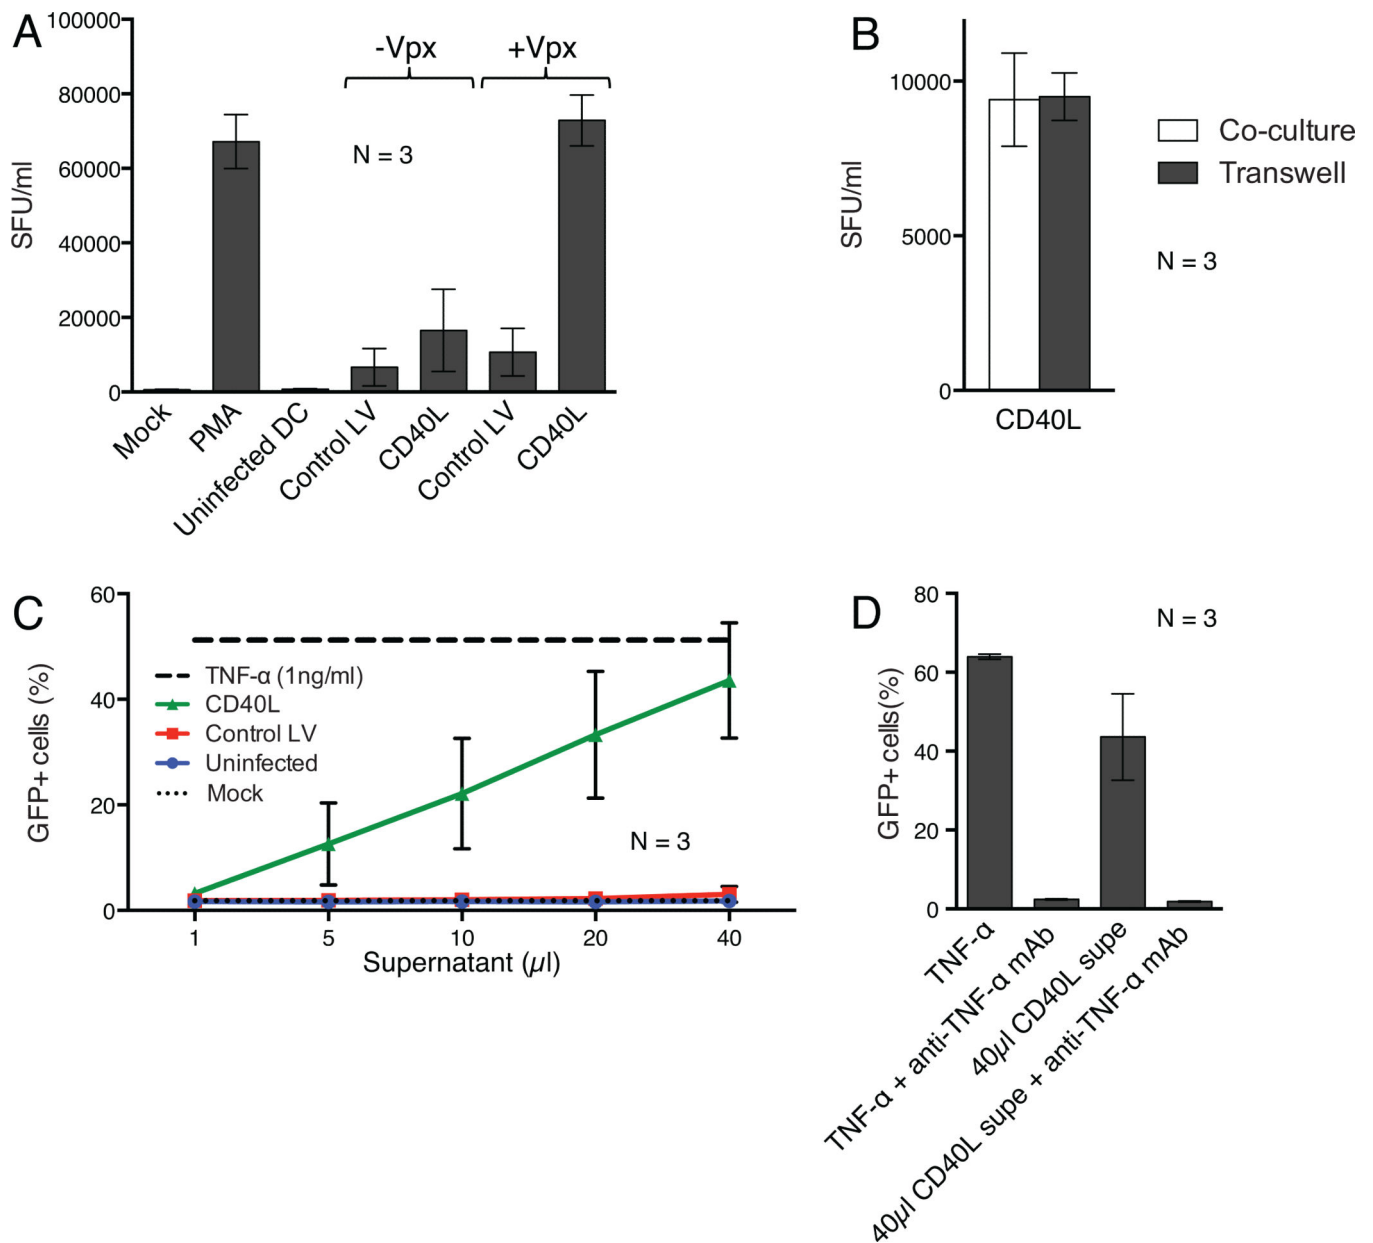 A
SFU/ml
100000
80000
60000
40000
20000
0
-Vpx
+Vpx
N = 3
Mock
PMA
Uninfected DC
Control LV
CD40L
Control LV
CD40L
B
SFU/ml
10000
5000
0
CD40L
Co-culture
Transwell
N = 3
C
GFP+ cells (%)
60
40
20
0
TNF-α (1ng/ml)
CD40L
Control LV
Uninfected
Mock
N = 3
1
5
10
20
40
Supernatant (µl)
D
GFP+ cells(%)
80
60
40
20
0
N = 3
TNF-α
TNF-α + anti-TNF-α mAb
40µl CD40L supe
40µl CD40L supe + anti-TNF-α mAb